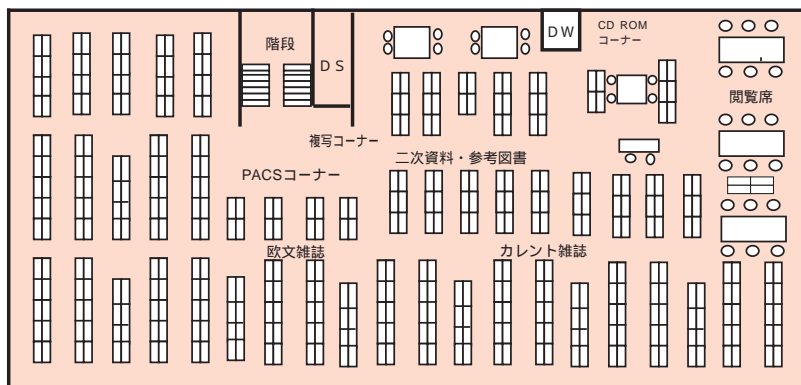 階段
DS
DW
CD ROM
コーナー
閲覧席
複写コーナー
二次資料・参考図書
PACSコーナー
欧文雑誌
カレント雑誌